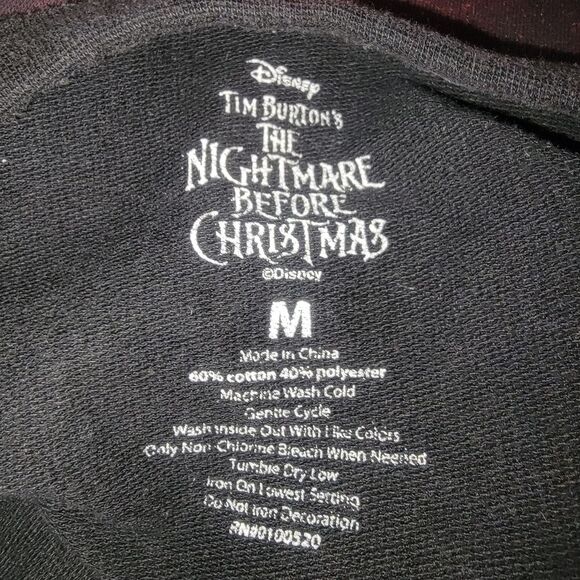 Disney
TIM BURTON'S
THE
NIGHTMARE
BEFORE
CHRISTMAS
©Disney
M
Made in China
60% cotton 40% polyester
Machine Wash Cold
Gentle Cycle
Wash Inside Out With Like Colors
Only Non-Chlorine Bleach When Needed
Tumble Dry Low
Iron On Lowest Setting
Do Not Iron Decoration
RN#0100520